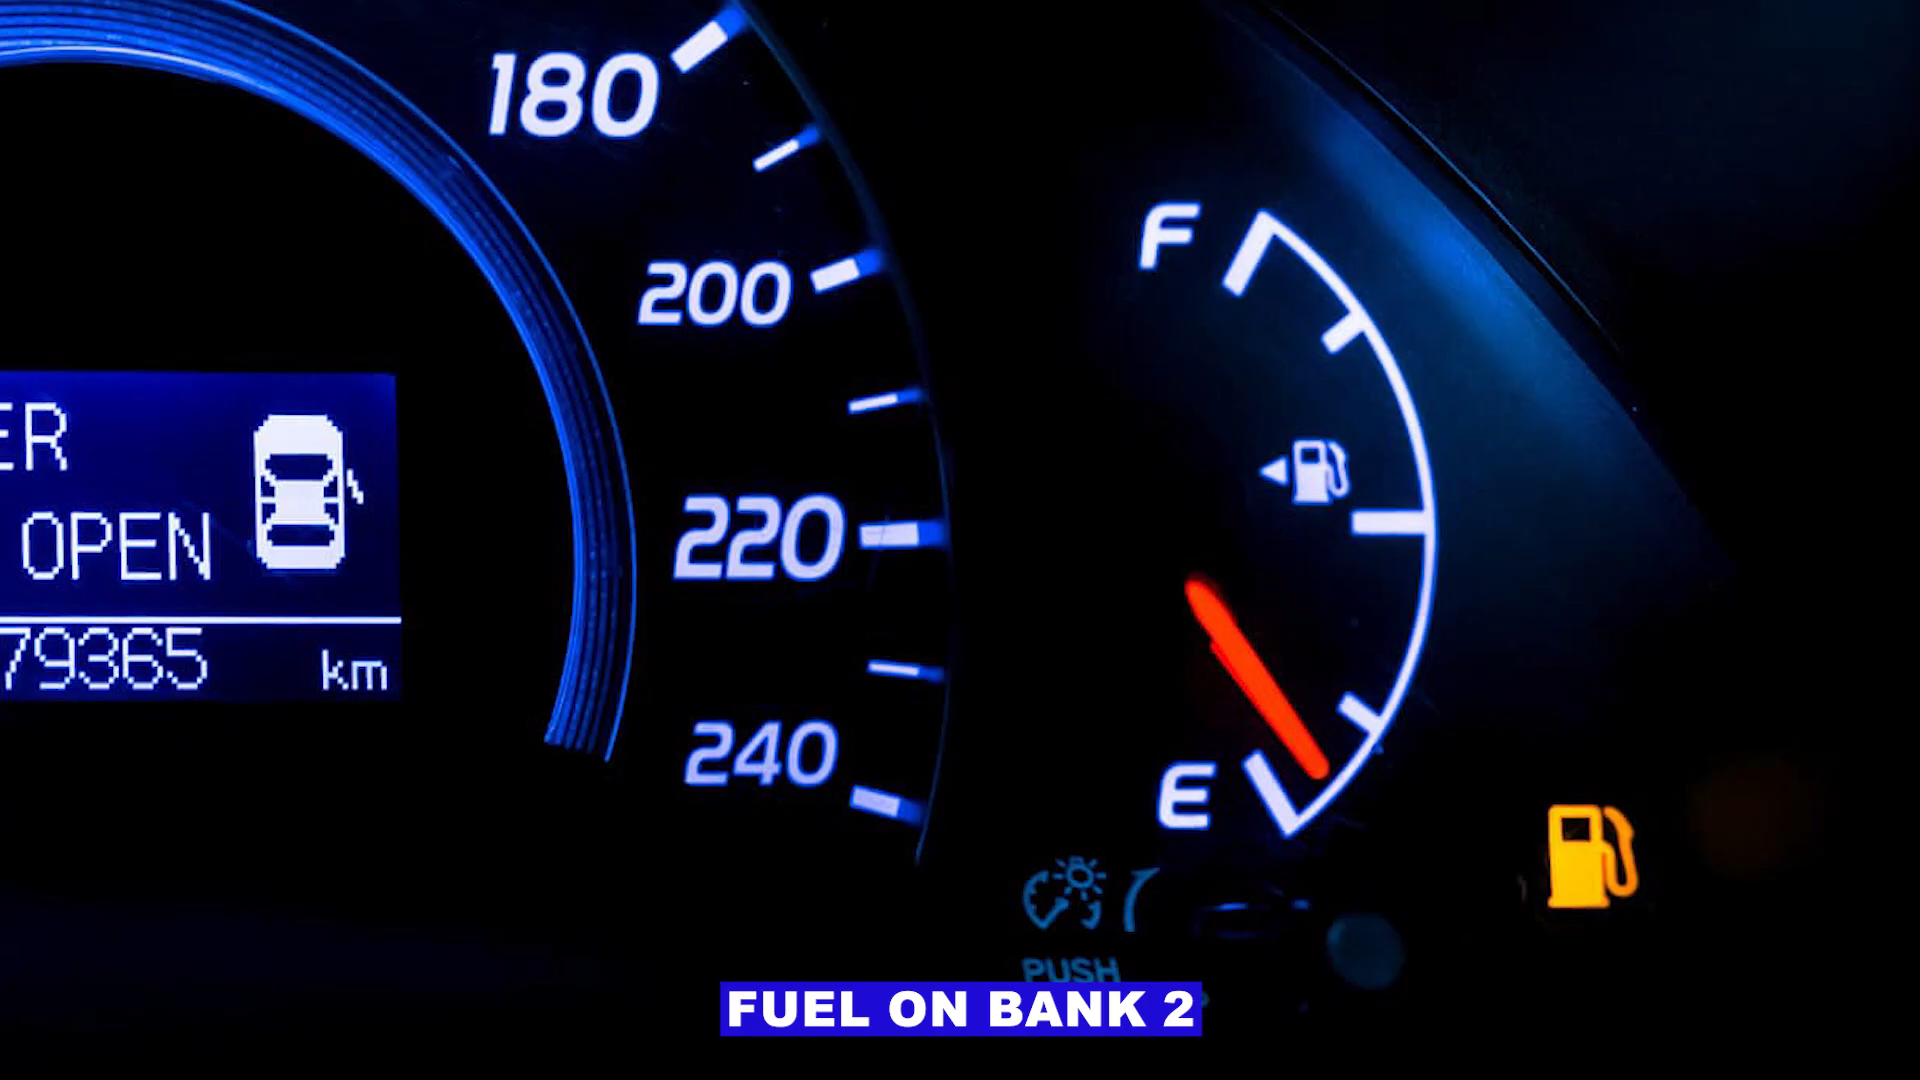 180
200
220
240
F
E
ER
OPEN
79365 km
PUSH
FUEL ON BANK 2